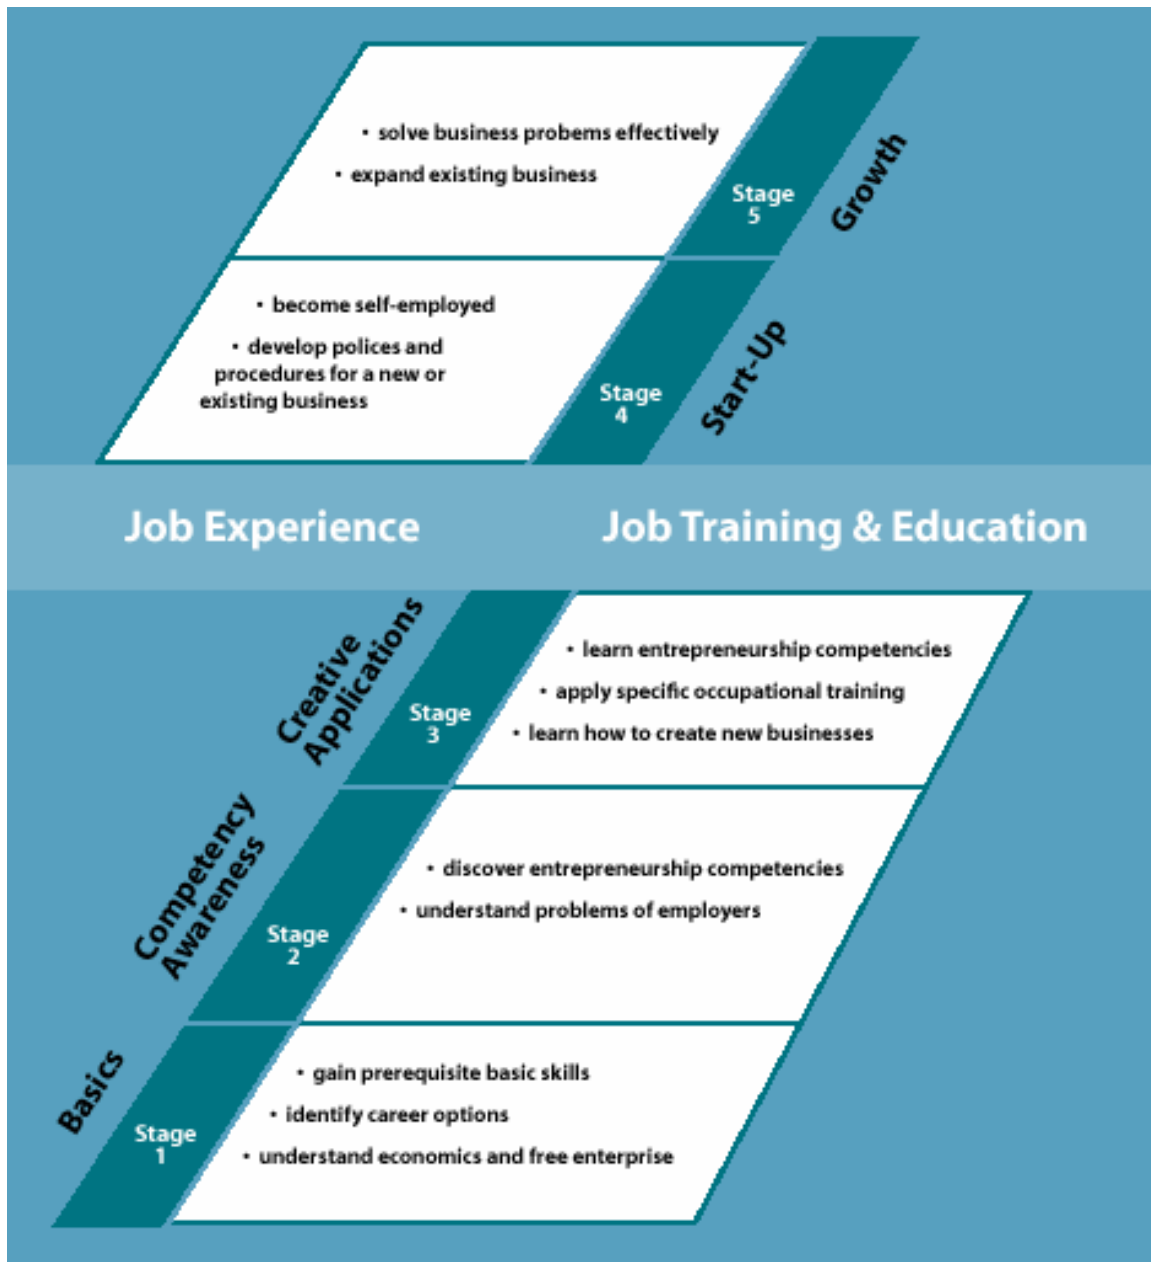 • solve business probems effectively
• expand existing business
Stage
5
Growth
• become self-employed
• develop polices and
procedures for a new or
existing business
Stage
4
Start-Up
Job Experience
Job Training & Education
Creative
Applications
Stage
3
• learn entrepreneurship competencies
• apply specific occupational training
• learn how to create new businesses
Competency
Awareness
Stage
2
• discover entrepreneurship competencies
• understand problems of employers
Basics
Stage
1
• gain prerequisite basic skills
• identify career options
• understand economics and free enterprise